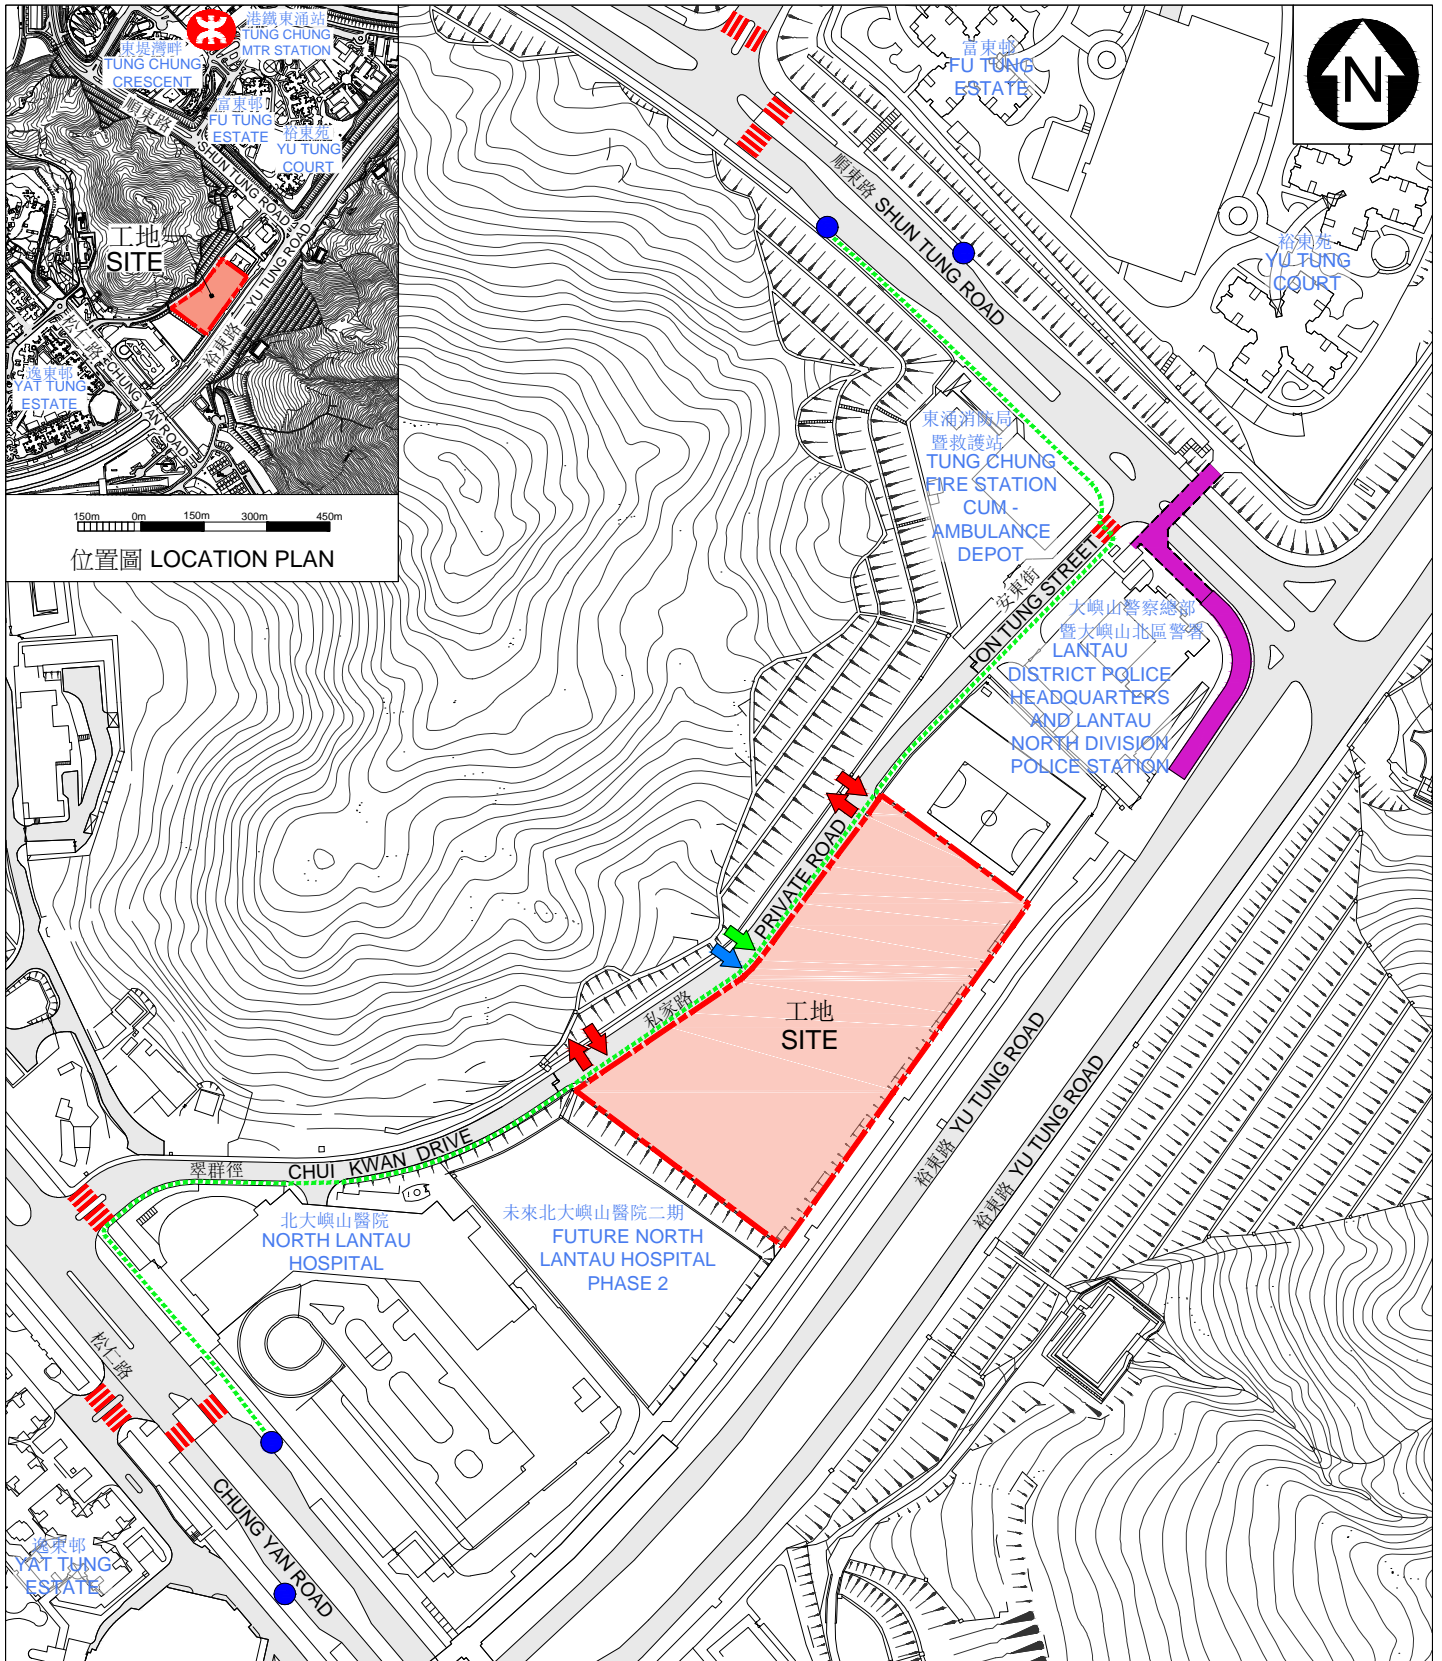 港鐵東涌站
TUNG CHUNG
MTR STATION
東堤灣畔
TUNG CHUNG
CRESCENT
富東邨
FU TUNG
ESTATE
裕東苑
YU TUNG
COURT
順東路 SHUN TUNG ROAD
工地
SITE
裕東路 YU TUNG ROAD
松仁路 CHUNG YAN ROAD
逸東邨
YAT TUNG
ESTATE
150m 0m 150m 300m 450m
位置圖 LOCATION PLAN
N
富東邨
FU TUNG
ESTATE
裕東苑
YU TUNG
COURT
順東路 SHUN TUNG ROAD
東涌消防局
暨救護站
TUNG CHUNG
FIRE STATION
CUM -
AMBULANCE
DEPOT
安東街
ON TUNG STREET
大嶼山警察總部
暨大嶼山北區警署
LANTAU
DISTRICT POLICE
HEADQUARTERS
AND LANTAU
NORTH DIVISION
POLICE STATION
PRIVATE ROAD
私家路
工地
SITE
裕東路 YU TUNG ROAD
裕東路 YU TUNG ROAD
翠群徑
CHUI KWAN DRIVE
北大嶼山醫院
NORTH LANTAU
HOSPITAL
未來北大嶼山醫院二期
FUTURE NORTH
LANTAU HOSPITAL
PHASE 2
松仁路
CHUNG YAN ROAD
逸東邨
YAT TUNG
ESTATE